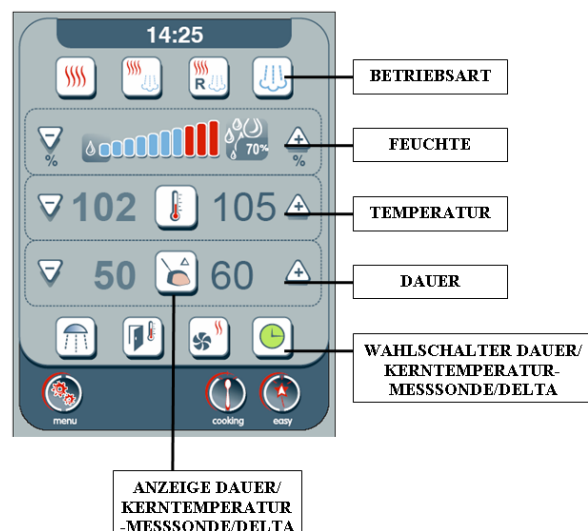 14:25
R
BETRIEBSART
%
70%
%
FEUCHTE
102
105
TEMPERATUR
50
60
DAUER
WAHLSCHALTER DAUER/
KERNTEMPERATUR-
MESSSONDE/DELTA
menu
cooking
easy
ANZEIGE DAUER/
KERNTEMPERATUR
-MESSSONDE/DELTA